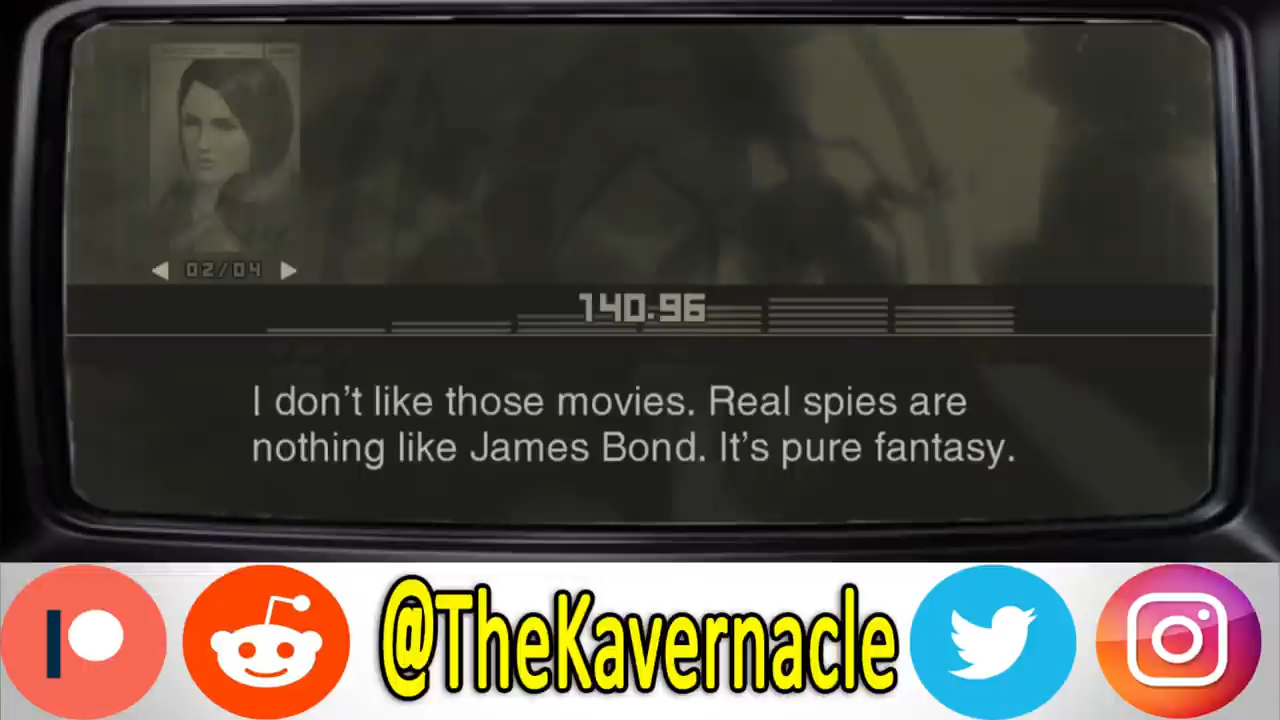 02/04
140.96
I don't like those movies. Real spies are
nothing like James Bond. It's pure fantasy.
@TheKavernacle